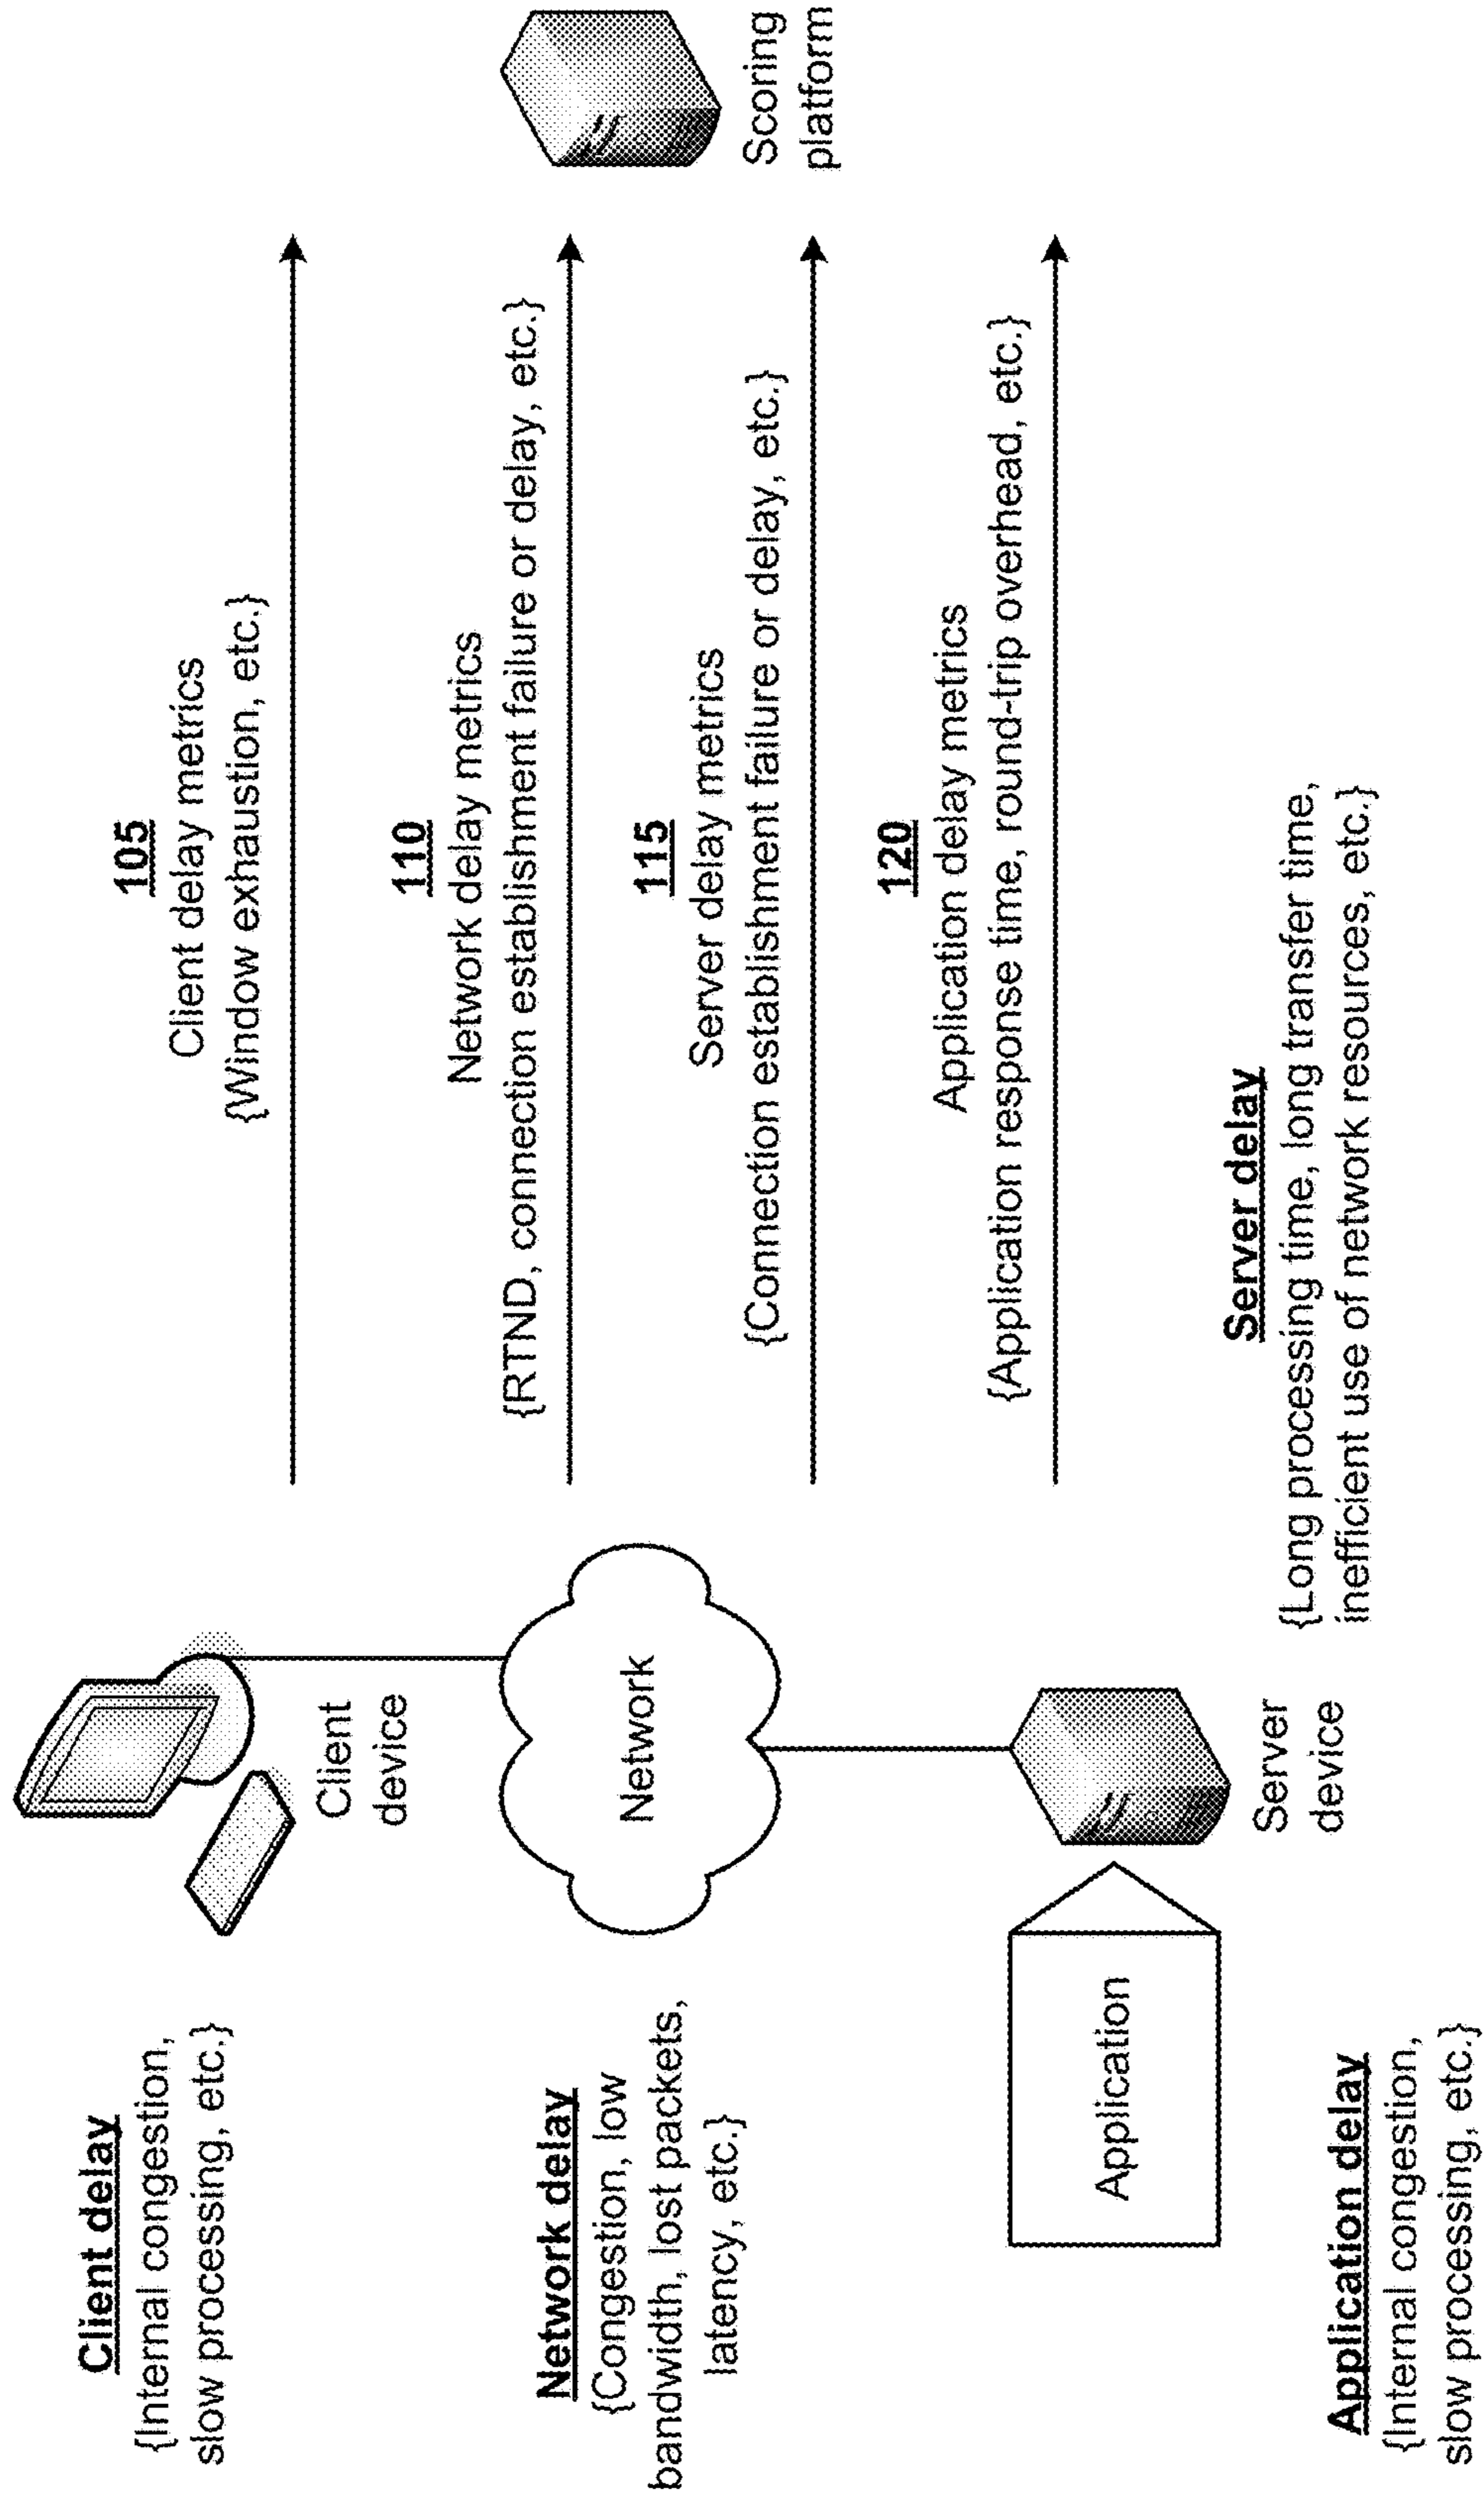 Client delay
{Internal congestion,
slow processing, etc.}
Client
device
105
Client delay metrics
{Window exhaustion, etc.}
Network delay
{Congestion, low
bandwidth, lost packets,
latency, etc.}
Network
110
Network delay metrics
{RTND, connection establishment failure or delay, etc.}
115
Server delay metrics
{Connection establishment failure or delay, etc.}
Scoring
platform
Application
120
Application delay metrics
{Application response time, round-trip overhead, etc.}
Server
device
Application delay
{Internal congestion,
slow processing, etc.}
Server delay
{Long processing time, long transfer time,
inefficient use of network resources, etc.}